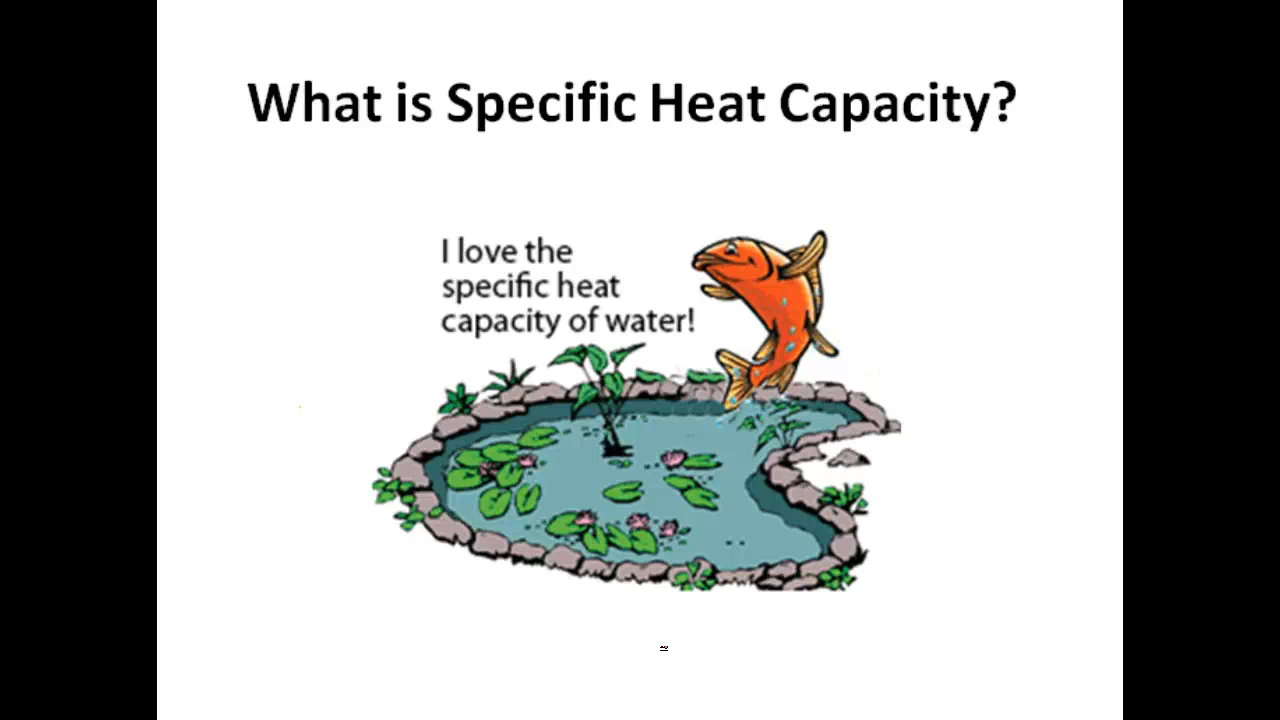 What is Specific Heat Capacity?
I love the
specific heat
capacity of water!